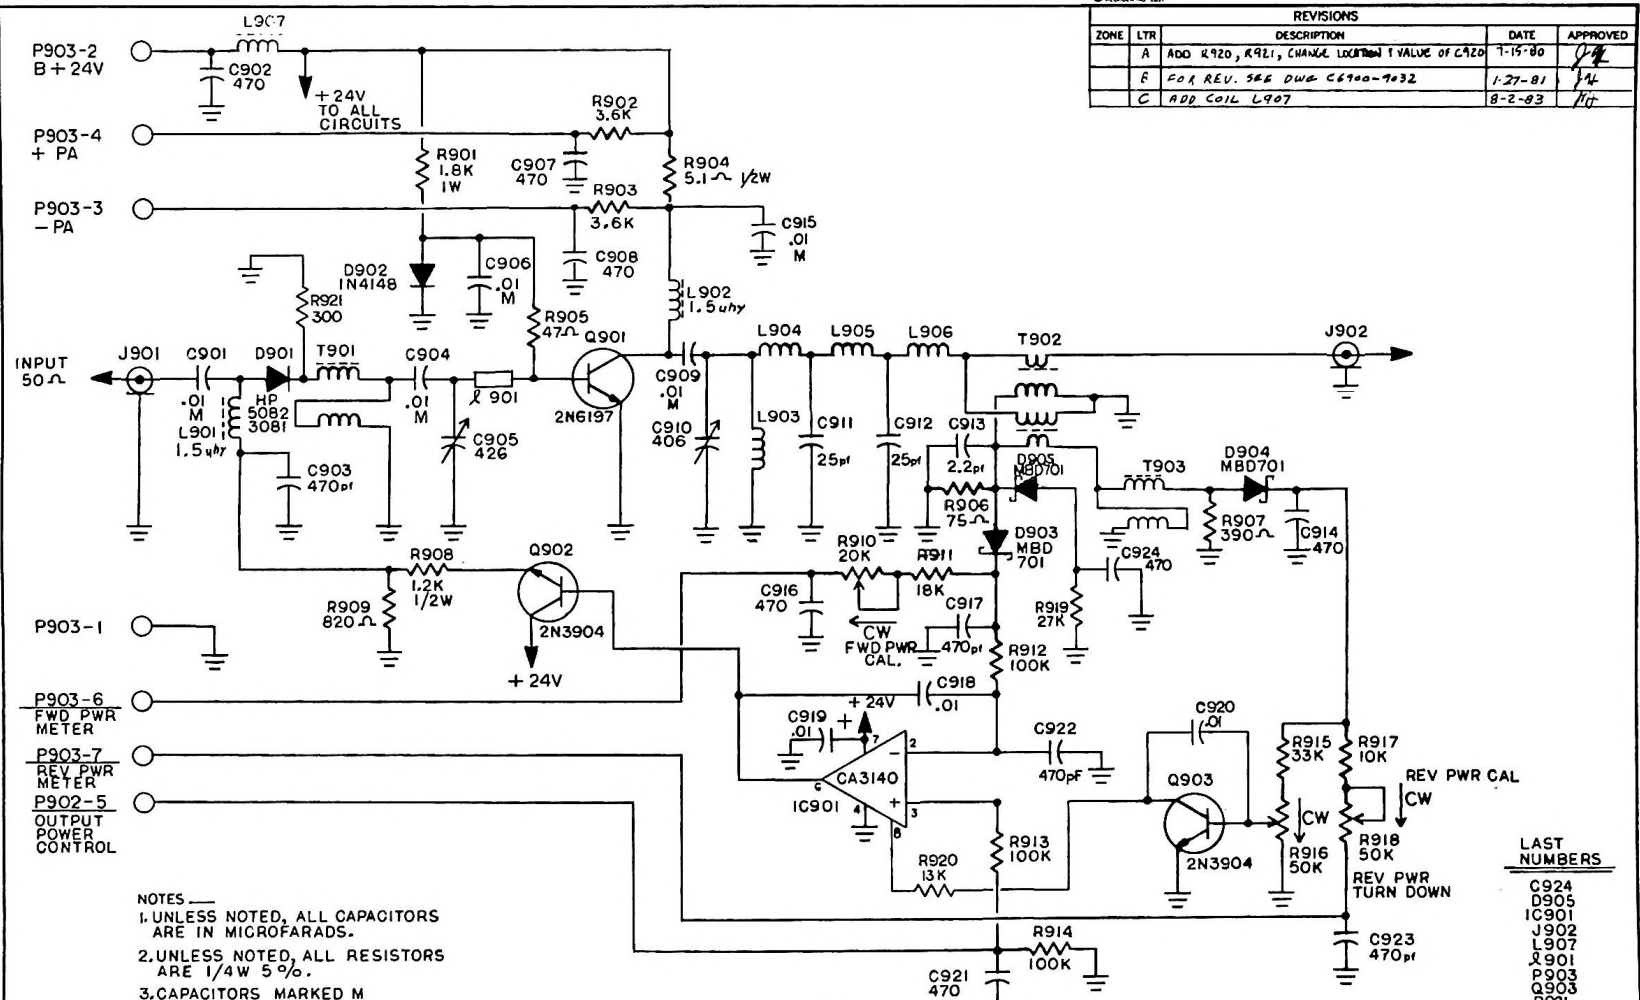 REVISIONS
ZONE LTR DESCRIPTION DATE APPROVED
A ADD R920, R921, CHANGE LOCATION & VALUE OF C920 7-15-80
B FOR REV. SEE DWG C6900-9032 1-27-81
C ADD COIL L907 8-2-83
L907
P903-2
B + 24V
C902
470
+ 24V
TO ALL
CIRCUITS
P903-4
+ PA
R901
1.8K
1W
C907
470
R902
3.6K
R904
5.1Ω 1/2W
P903-3
- PA
R903
3.6K
C908
470
C915
.01
M
D902
1N4148
C906
.01
M
R921
300
R905
47Ω
L902
1.5uhy
Q901
2N6197
INPUT
50Ω
J901
C901
.01
M
D901
HP
5082
3081
T901
C904
.01
M
ℓ 901
L901
1.5uhy
C903
470pf
C905
426
C909
.01
M
C910
406
L903
L904
L905
L906
C911
25pf
C912
25pf
T902
J902
C913
2.2pf
D905
MBD701
R906
75Ω
D903
MBD
701
T903
D904
MBD701
R907
390Ω
C914
470
C924
470
R919
27K
R908
1.2K
1/2W
Q902
2N3904
+ 24V
R909
820Ω
R910
20K
R911
18K
C916
470
CW
FWD PWR
CAL.
C917
470pf
R912
100K
P903-1
P903-6
FWD PWR
METER
P903-7
REV PWR
METER
P902-5
OUTPUT
POWER
CONTROL
C918
.01
+ 24V
C919
.01
+
7
2
-
CA3140
6
IC901
4
+
3
8
C922
470pF
R913
100K
R920
13K
C920
.01
Q903
2N3904
R915
33K
R917
10K
REV PWR CAL
CW
CW
R916
50K
R918
50K
REV PWR
TURN DOWN
R914
100K
C921
470
C923
470pf
LAST
NUMBERS
C924
D905
IC901
J902
L907
ℓ901
P903
Q903
NOTES
1. UNLESS NOTED, ALL CAPACITORS
ARE IN MICROFARADS.
2. UNLESS NOTED, ALL RESISTORS
ARE 1/4W 5%.
3. CAPACITORS MARKED M